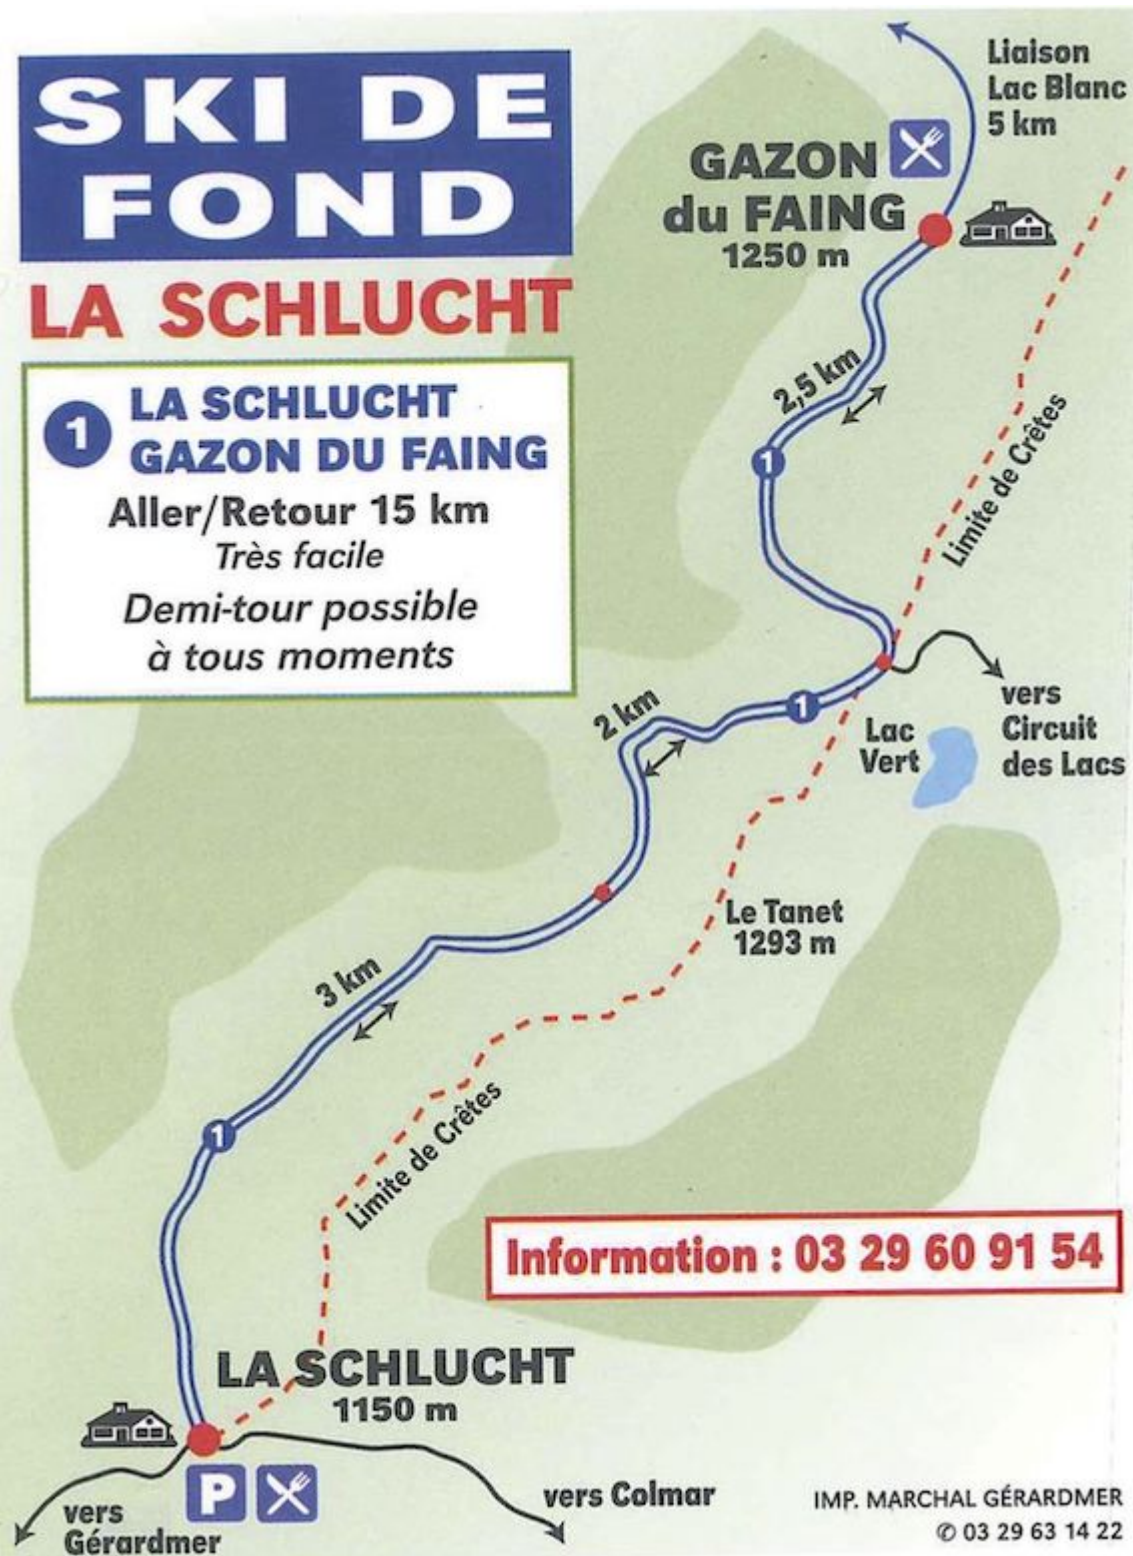 SKI DE
FOND
LA SCHLUCHT
1 LA SCHLUCHT
GAZON DU FAING
Aller/Retour 15 km
Très facile
Demi-tour possible
à tous moments
Liaison
Lac Blanc
5 km
GAZON
du FAING
1250 m
2,5 km
1
Limite de Crêtes
vers
Circuit
des Lacs
Lac
Vert
1
2 km
Le Tanet
1293 m
3 km
1
Limite de Crêtes
Information : 03 29 60 91 54
LA SCHLUCHT
1150 m
P
vers
Gérardmer
vers Colmar
IMP. MARCHAL GÉRARDMER
✆ 03 29 63 14 22